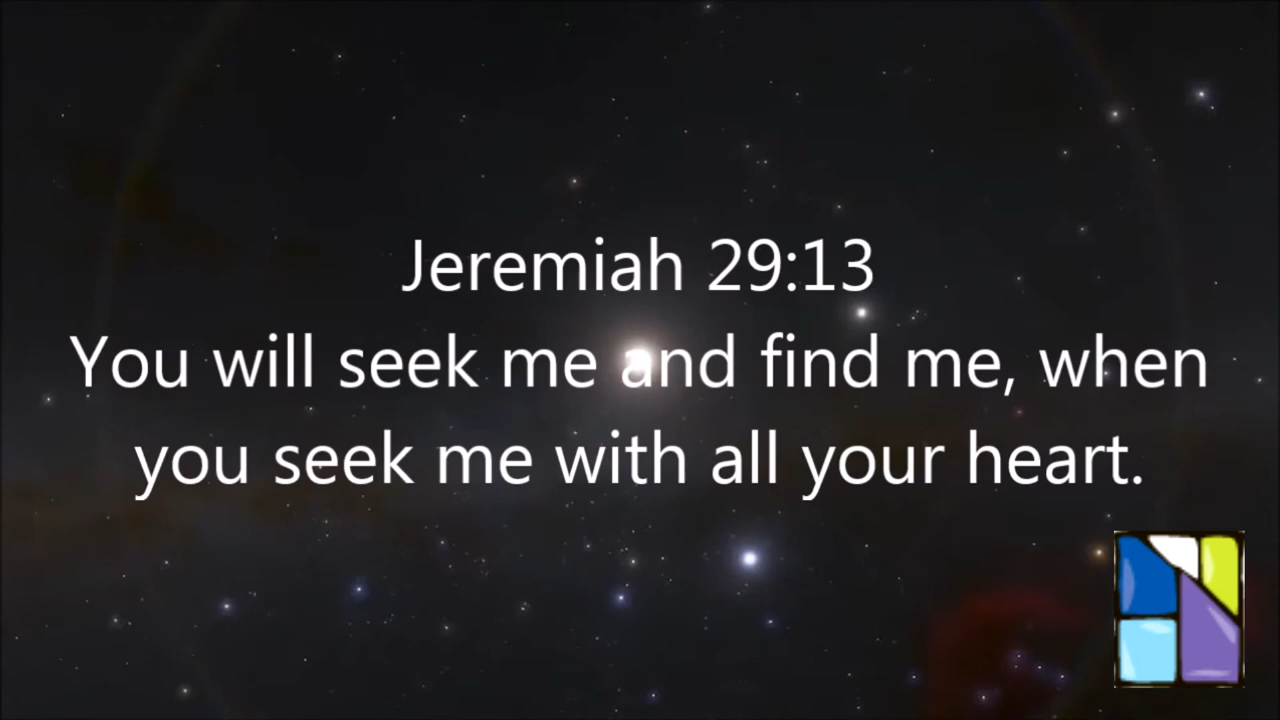 Jeremiah 29:13
You will seek me and find me, when
you seek me with all your heart.